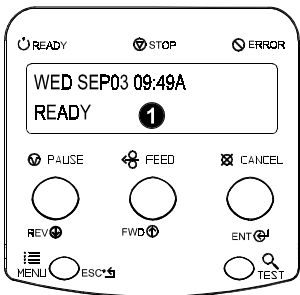 READY STOP ERROR
WED SEP03 09:49A
READY 1
PAUSE FEED CANCEL
REV FWD ENT
MENU ESC TEST